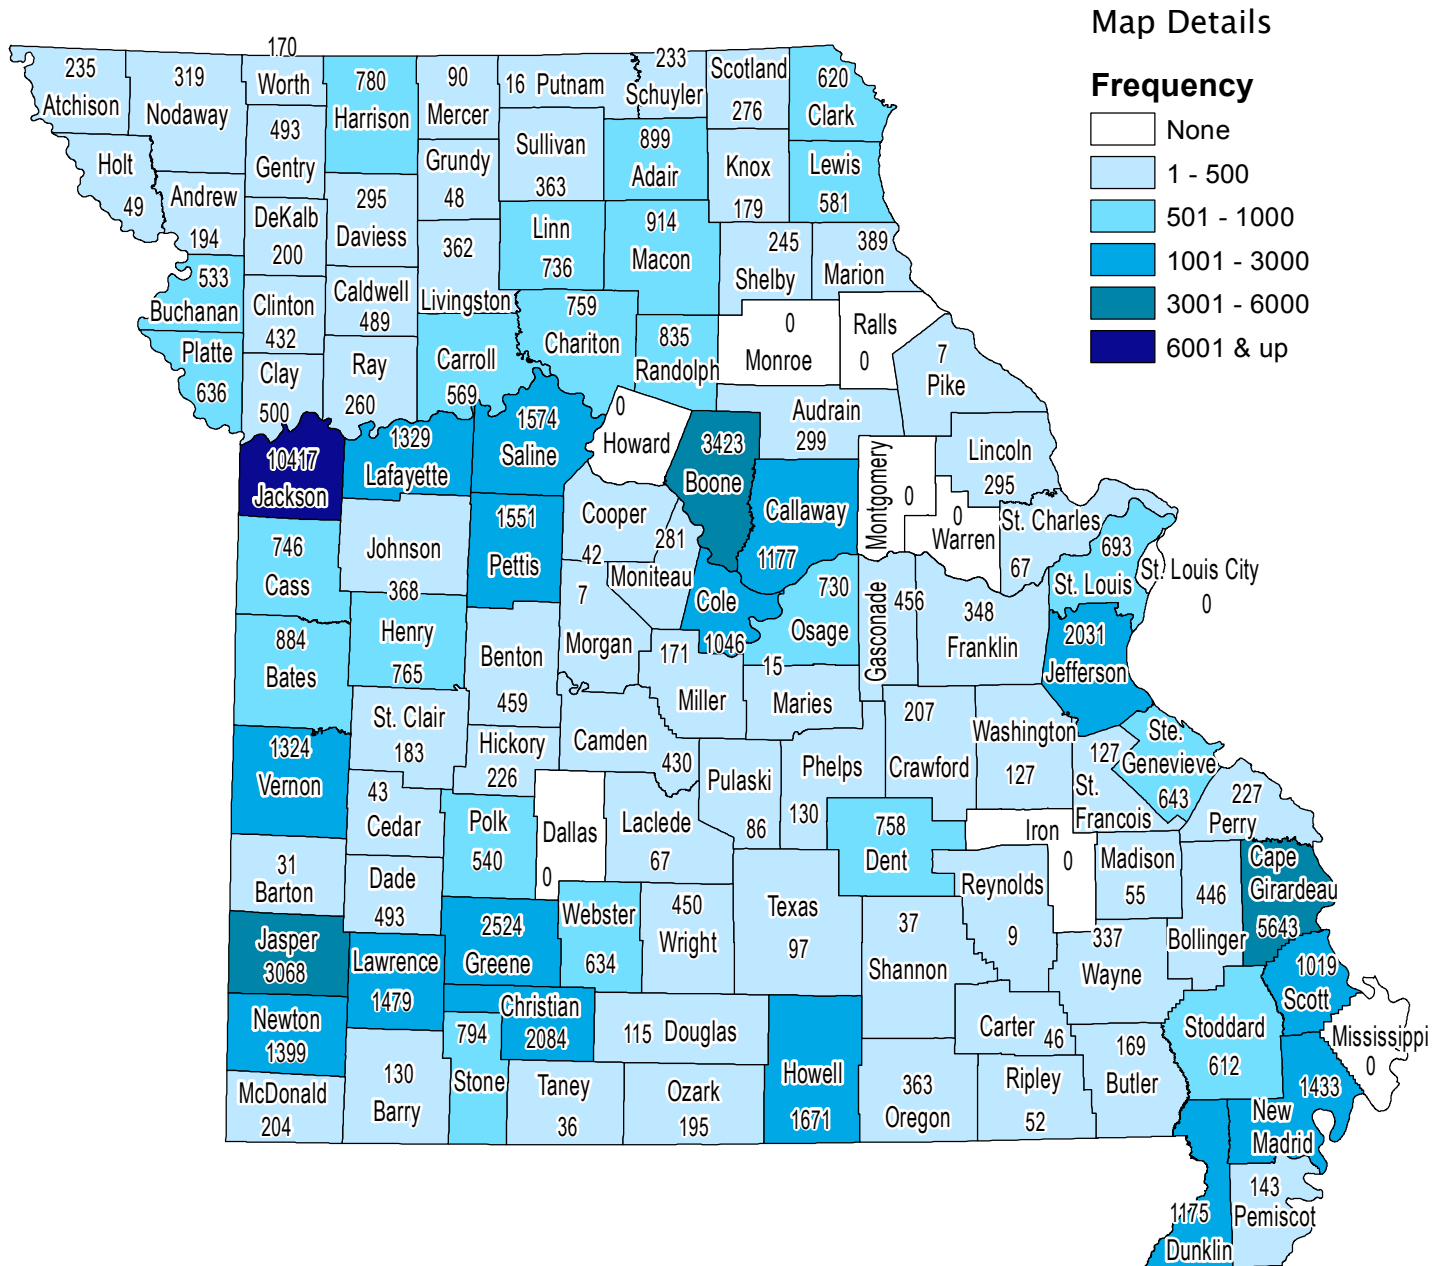 Map Details
Frequency
None
1 - 500
501 - 1000
1001 - 3000
3001 - 6000
6001 & up
235
Atchison
319
Nodaway
170
Worth
780
Harrison
90
Mercer
16 Putnam
233
Schuyler
Scotland
276
620
Clark
Holt
49
Andrew
194
493
Gentry
DeKalb
200
295
Daviess
Grundy
48
Sullivan
363
899
Adair
Knox
179
Lewis
581
533
Buchanan
Clinton
432
Caldwell
489
362
Livingston
Linn
736
914
Macon
245
Shelby
389
Marion
Platte
636
Clay
500
Ray
260
Carroll
569
759
Chariton
835
Randolph
0
Monroe
Ralls
0
7
Pike
10417
Jackson
1329
Lafayette
1574
Saline
0
Howard
3423
Boone
Audrain
299
Callaway
1177
Montgomery
0
Lincoln
295
0
Warren
St. Charles
67
693
St. Louis
St. Louis City
0
746
Cass
Johnson
368
1551
Pettis
Cooper
42
281
Moniteau
Cole
1046
730
Osage
Gasconade
456
348
Franklin
2031
Jefferson
884
Bates
Henry
765
Benton
459
7
Morgan
171
Miller
15
Maries
1324
Vernon
St. Clair
183
Hickory
226
Camden
430
Pulaski
86
Phelps
130
207
Crawford
Washington
127
127
St.
Francois
Ste.
Genevieve
643
227
Perry
43
Cedar
Polk
540
Dallas
0
Laclede
67
758
Dent
Iron
0
Madison
55
446
Bollinger
Cape
Girardeau
5643
31
Barton
Dade
493
2524
Greene
Webster
634
450
Wright
Texas
97
37
Shannon
Reynolds
9
337
Wayne
1019
Scott
Mississippi
0
Jasper
3068
Lawrence
1479
Christian
2084
115 Douglas
Carter
46
Stoddard
612
1433
New
Madrid
Newton
1399
794
Stone
Howell
1671
363
Oregon
Ripley
52
169
Butler
McDonald
204
130
Barry
Taney
36
Ozark
195
143
Pemiscot
1175
Dunklin